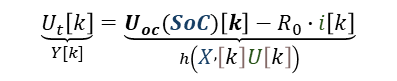 U_t[k] = U_oc(SoC)[k] − R_0 · i[k]
Y[k] h(X,[k]U[k])